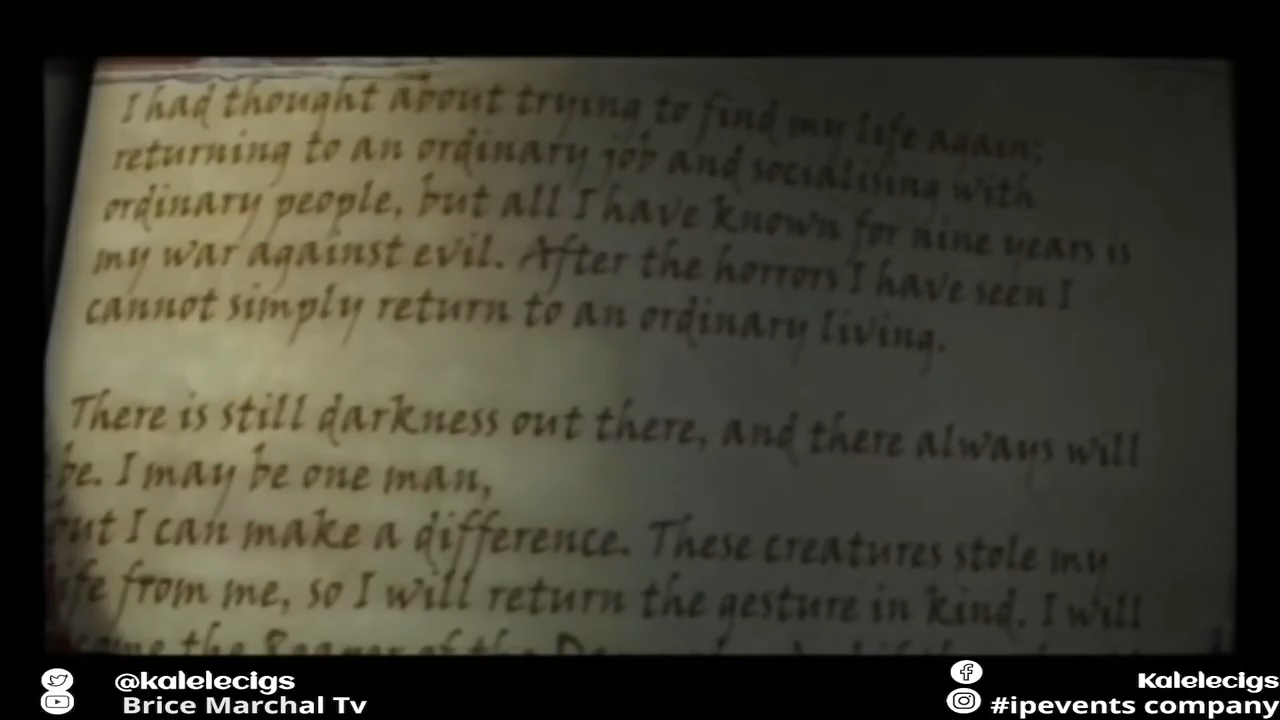 I had thought about trying to find my life again;
returning to an ordinary job and socialising with
ordinary people, but all I have known for nine years is
my war against evil. After the horrors I have seen I
cannot simply return to an ordinary living.
There is still darkness out there, and there always will
be. I may be one man,
but I can make a difference. These creatures stole my
life from me, so I will return the gesture in kind. I will
the Reaper of the
@kalelecigs
Brice Marchal Tv
Kalelecigs
#ipevents company